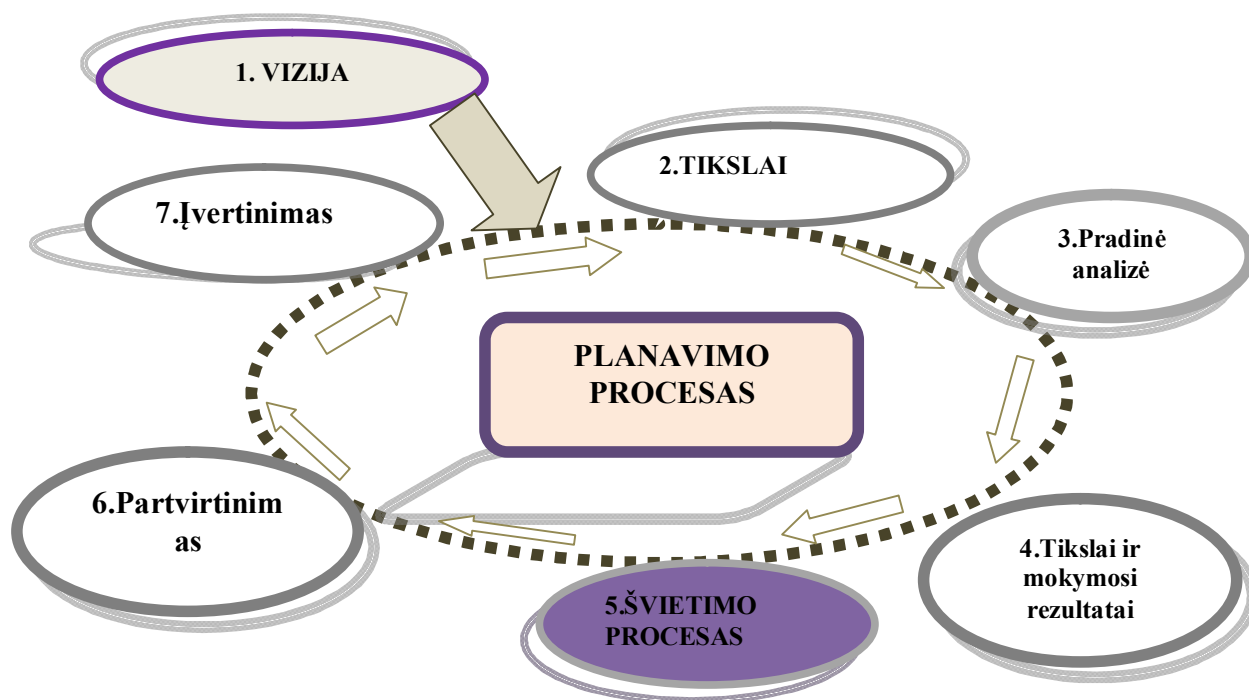 1. VIZIJA
2.TIKSLAI
3.Pradinė
analizė
4.Tikslai ir
mokymosi
rezultatai
5.ŠVIETIMO
PROCESAS
6.Partvirtinim
as
7.Įvertinimas
PLANAVIMO
PROCESAS